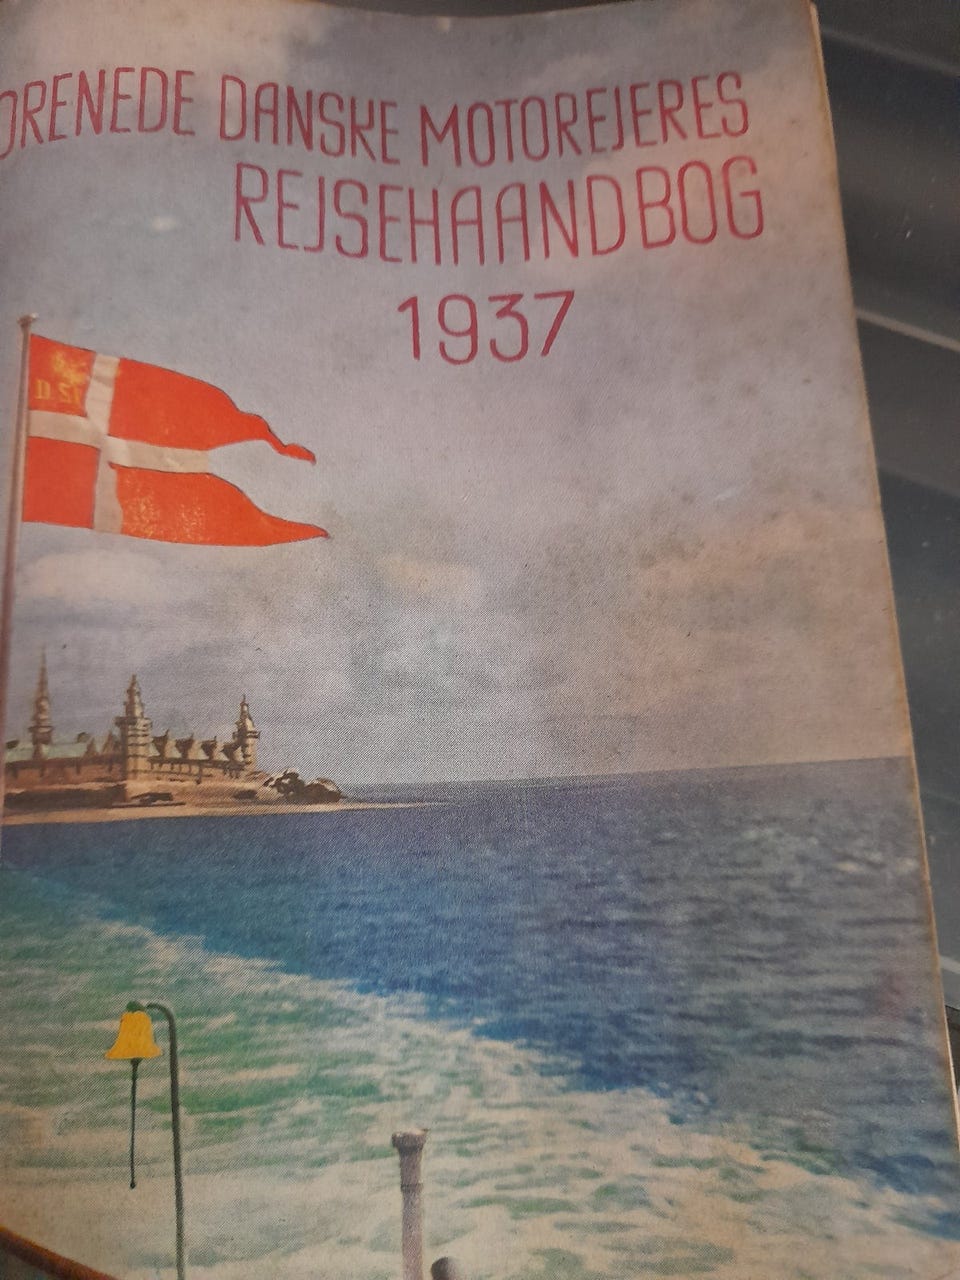 ORENEDE DANSKE MOTOREJERES
REJSEHAANDBOG
1937